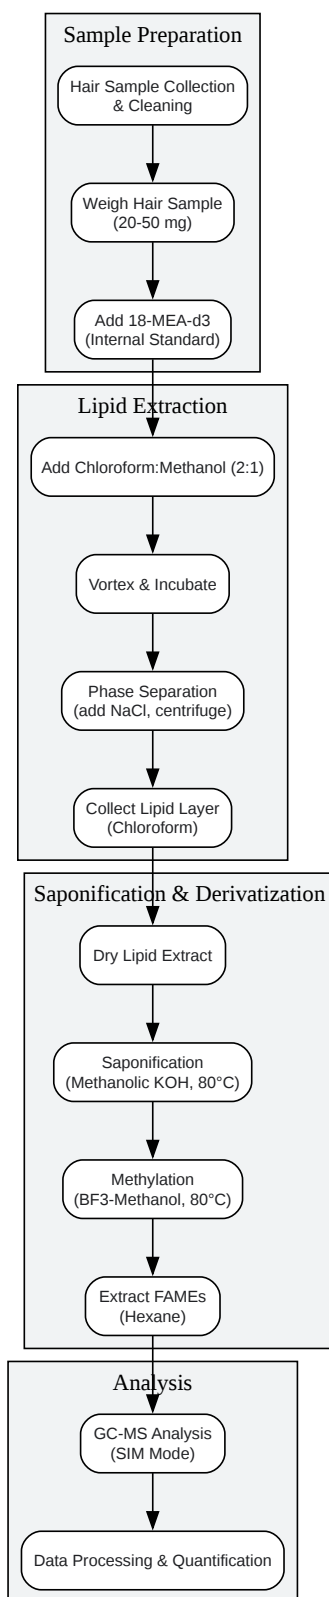 Sample Preparation
Hair Sample Collection
& Cleaning
Weigh Hair Sample
(20-50 mg)
Add 18-MEA-d3
(Internal Standard)
Lipid Extraction
Add Chloroform:Methanol (2:1)
Vortex & Incubate
Phase Separation
(add NaCl, centrifuge)
Collect Lipid Layer
(Chloroform)
Saponification & Derivatization
Dry Lipid Extract
Saponification
(Methanolic KOH, 80°C)
Methylation
(BF3-Methanol, 80°C)
Extract FAMEs
(Hexane)
Analysis
GC-MS Analysis
(SIM Mode)
Data Processing & Quantification